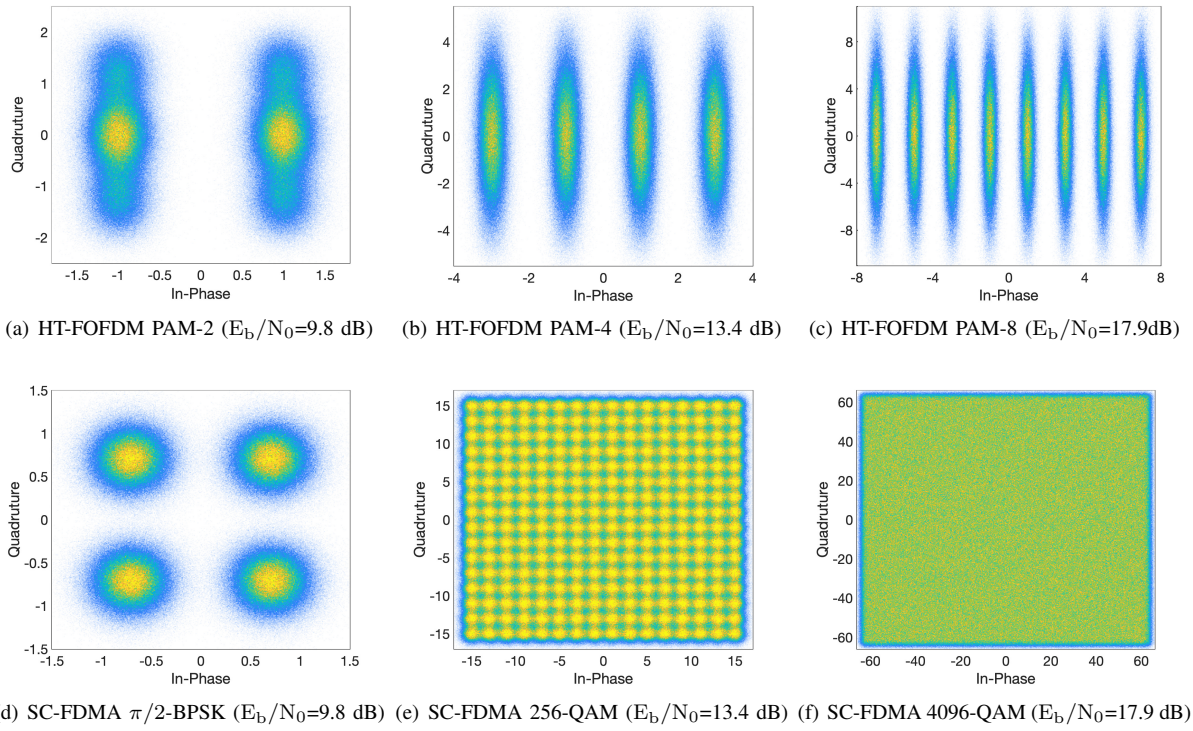 2
1
0
-1
-2
Quadruture
-1.5 -1 -0.5 0 0.5 1 1.5
In-Phase
(a) HT-FOFDM PAM-2 (Eb/N0=9.8 dB)
4
2
0
-2
-4
Quadruture
-4 -2 0 2 4
In-Phase
(b) HT-FOFDM PAM-4 (Eb/N0=13.4 dB)
8
4
0
-4
-8
Quadruture
-8 -4 0 4 8
In-Phase
(c) HT-FOFDM PAM-8 (Eb/N0=17.9dB)
1.5
1
0.5
0
-0.5
-1
-1.5
Quadruture
-1.5 -1 -0.5 0 0.5 1 1.5
In-Phase
d) SC-FDMA π/2-BPSK (Eb/N0=9.8 dB)
15
10
5
0
-5
-10
-15
Quadruture
-15 -10 -5 0 5 10 15
In-Phase
(e) SC-FDMA 256-QAM (Eb/N0=13.4 dB)
60
40
20
0
-20
-40
-60
Quadruture
-60 -40 -20 0 20 40 60
In-Phase
(f) SC-FDMA 4096-QAM (Eb/N0=17.9 dB)